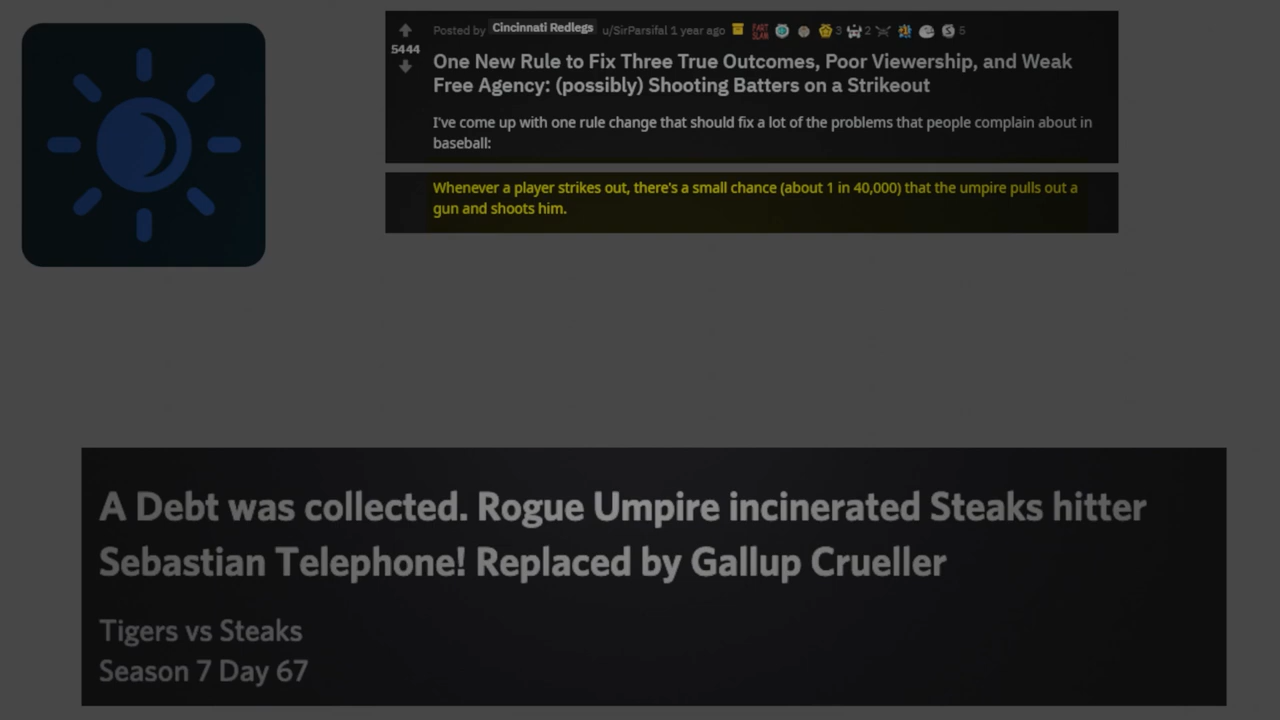 Posted by Cincinnati Redlegs u/SirParsifal 1 year ago 3 2 5
5444
One New Rule to Fix Three True Outcomes, Poor Viewership, and Weak
Free Agency: (possibly) Shooting Batters on a Strikeout
I've come up with one rule change that should fix a lot of the problems that people complain about in
baseball:
Whenever a player strikes out, there's a small chance (about 1 in 40,000) that the umpire pulls out a
gun and shoots him.
A Debt was collected. Rogue Umpire incinerated Steaks hitter
Sebastian Telephone! Replaced by Gallup Crueller
Tigers vs Steaks
Season 7 Day 67